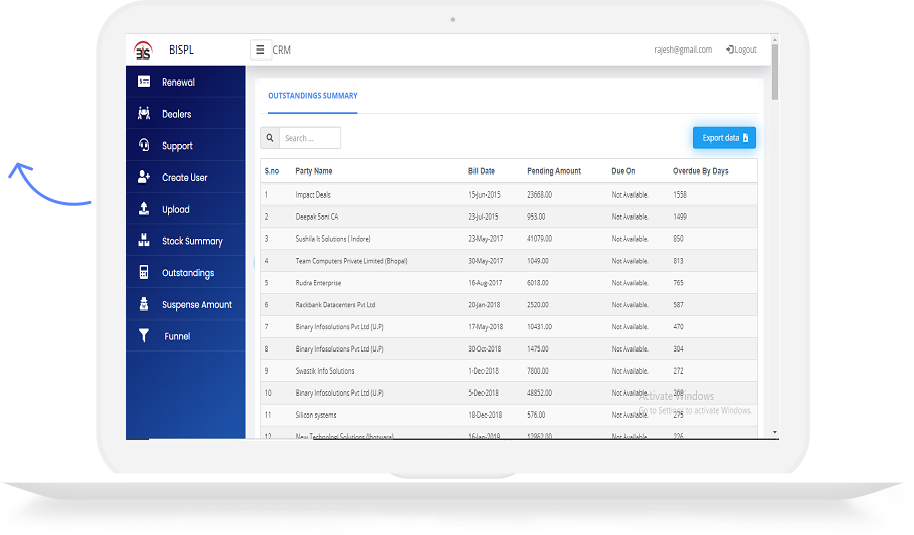 BIS BISPL CRM rajesh@gmail.com Logout
Renewal
Dealers
Support
Create User
Upload
Stock Summary
Outstandings
Suspense Amount
Funnel
OUTSTANDINGS SUMMARY
Search ... Export data
S.no Party Name Bill Date Pending Amount Due On Overdue By Days
1 Impact Deals 15-Jun-2015 23668.00 Not Available. 1558
2 Deepak Soni CA 23-Jul-2015 953.00 Not Available. 1499
3 Sushila It Solutions ( Indore) 23-May-2017 41079.00 Not Available. 850
4 Team Computers Private Limited (Bhopal) 30-May-2017 1049.00 Not Available. 813
5 Rudra Enterprise 16-Aug-2017 6018.00 Not Available. 765
6 Rackbank Datacenters Pvt Ltd 20-Jan-2018 2520.00 Not Available. 587
7 Binary Infosolutions Pvt Ltd (U.P) 17-May-2018 10431.00 Not Available. 470
8 Binary Infosolutions Pvt Ltd (U.P) 30-Oct-2018 1475.00 Not Available. 304
9 Swastik Info Solutions 1-Dec-2018 7800.00 Not Available. 272
10 Binary Infosolutions Pvt Ltd (U.P) 5-Dec-2018 48852.00 Not Available. 268
11 Silicon systems 18-Dec-2018 576.00 Not Available. 275
12 New Technologi Solutions 16-Jan-2019 12862.00 Not Available. 226
Activate Windows
Go to Settings to activate Windows.